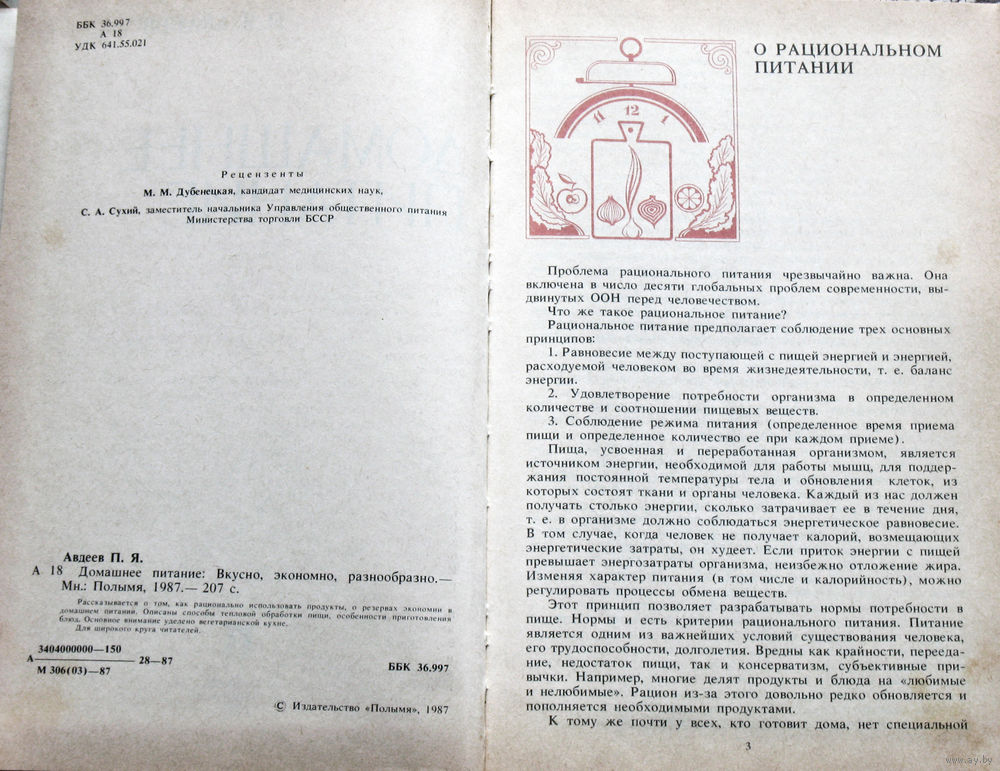 ББК 36.997
А 18
УДК 641.55.021
Рецензенты
М. М. Дубенецкая, кандидат медицинских наук,
С. А. Сухий, заместитель начальника Управления общественного питания
Министерства торговли БССР
Авдеев П. Я.
А 18 Домашнее питание: Вкусно, экономно, разнообразно.—
Мн.: Полымя, 1987.— 207 с.
Рассказывается о том, как рационально использовать продукты, о резервах экономии в
домашнем питании. Описаны способы тепловой обработки пищи, особенности приготовления
блюд. Основное внимание уделено вегетарианской кухне.
Для широкого круга читателей.
3404000000—150
А 28—87
М 306(03)—87
ББК 36.997
© Издательство «Полымя», 1987
11 12 1
О РАЦИОНАЛЬНОМ
ПИТАНИИ
Проблема рационального питания чрезвычайно важна. Она
включена в число десяти глобальных проблем современности, вы-
двинутых ООН перед человечеством.
Что же такое рациональное питание?
Рациональное питание предполагает соблюдение трех основных
принципов:
1. Равновесие между поступающей с пищей энергией и энергией,
расходуемой человеком во время жизнедеятельности, т. е. баланс
энергии.
2. Удовлетворение потребности организма в определенном
количестве и соотношении пищевых веществ.
3. Соблюдение режима питания (определенное время приема
пищи и определенное количество ее при каждом приеме).
Пища, усвоенная и переработанная организмом, является
источником энергии, необходимой для работы мышц, для поддер-
жания постоянной температуры тела и обновления клеток, из
которых состоят ткани и органы человека. Каждый из нас должен
получать столько энергии, сколько затрачивает ее в течение дня,
т. е. в организме должно соблюдаться энергетическое равновесие.
В том случае, когда человек не получает калорий, возмещающих
энергетические затраты, он худеет. Если приток энергии с пищей
превышает энергозатраты организма, неизбежно отложение жира.
Изменяя характер питания (в том числе и калорийность), можно
регулировать процессы обмена веществ.
Этот принцип позволяет разрабатывать нормы потребности в
пище. Нормы и есть критерии рационального питания. Питание
является одним из важнейших условий существования человека,
его трудоспособности, долголетия. Вредны как крайности, перееда-
ние, недостаток пищи, так и консерватизм, субъективные при-
вычки. Например, многие делят продукты и блюда на «любимые
и нелюбимые». Рацион из-за этого довольно редко обновляется и
пополняется необходимыми продуктами.
К тому же почти у всех, кто готовит дома, нет специальной
3
www.ay.by